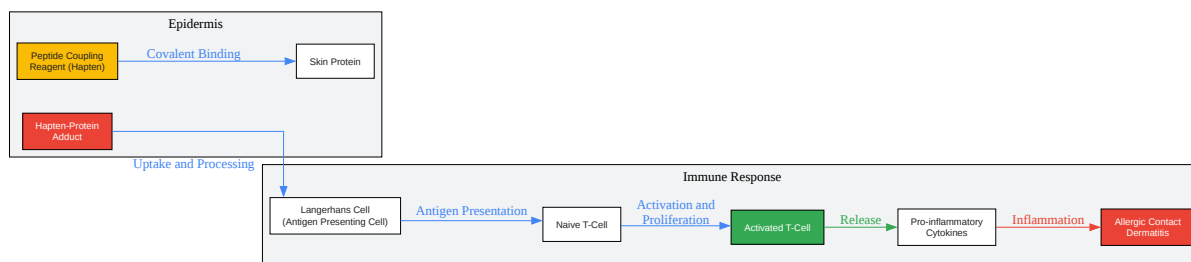 Epidermis
Peptide Coupling
Reagent (Hapten)
Covalent Binding
Skin Protein
Hapten-Protein
Adduct
Uptake and Processing
Immune Response
Langerhans Cell
(Antigen Presenting Cell)
Antigen Presentation
Naive T-Cell
Activation and
Proliferation
Activated T-Cell
Release
Pro-inflammatory
Cytokines
Inflammation
Allergic Contact
Dermatitis